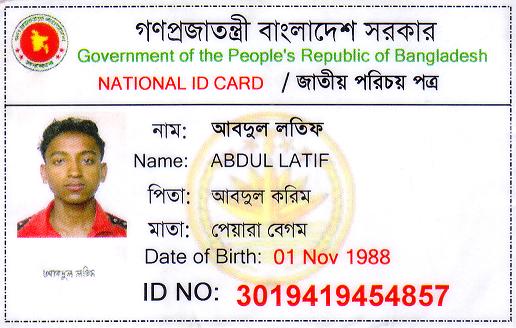 গণপ্রজাতন্ত্রী বাংলাদেশ সরকার
Government of the People's Republic of Bangladesh
NATIONAL ID CARD / জাতীয় পরিচয় পত্র
নাম: আবদুল লতিফ
Name: ABDUL LATIF
পিতা: আবদুল করিম
মাতা: পেয়ারা বেগম
Date of Birth: 01 Nov 1988
ID NO: 3019419454857
আবদুল লতিফ